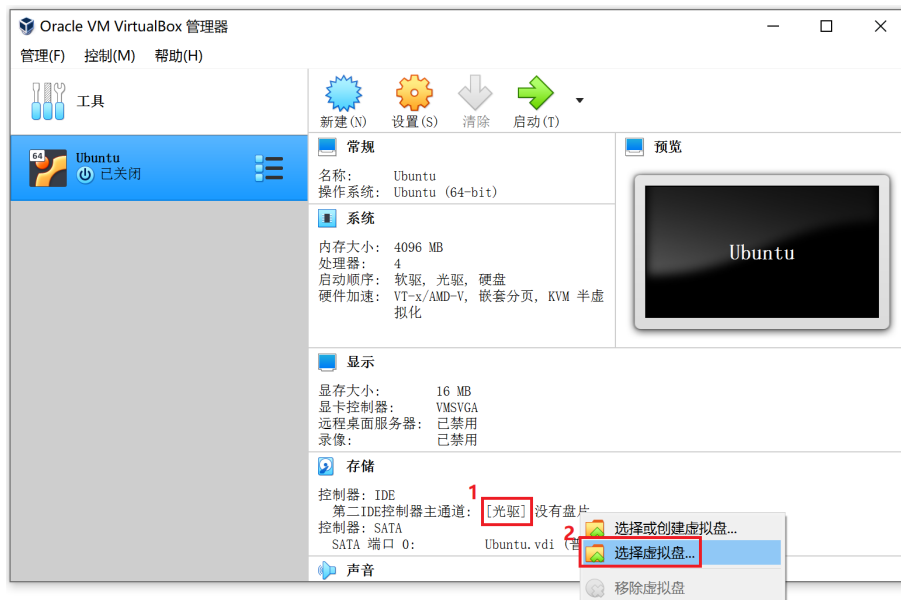 Oracle VM VirtualBox 管理器
管理(F) 控制(M) 帮助(H)
工具
新建(N) 设置(S) 清除 启动(T)
64
Ubuntu
已关闭
常规
名称: Ubuntu
操作系统: Ubuntu (64-bit)
预览
Ubuntu
系统
内存大小: 4096 MB
处理器: 4
启动顺序: 软驱, 光驱, 硬盘
硬件加速: VT-x/AMD-V, 嵌套分页, KVM 半虚
拟化
显示
显存大小: 16 MB
显卡控制器: VMSVGA
远程桌面服务器: 已禁用
录像: 已禁用
存储
控制器: IDE
1
第二IDE控制器主通道: [光驱] 没有盘片
控制器: SATA
SATA 端口 0: Ubuntu.vdi (普
2
选择或创建虚拟盘...
选择虚拟盘...
移除虚拟盘
声音